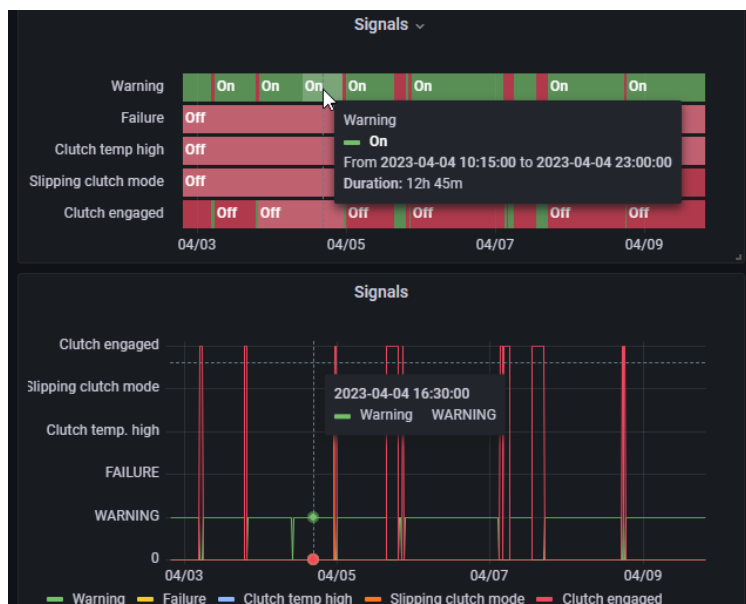 Signals
Warning On On On On On On On
Failure Off
Clutch temp high Off
Slipping clutch mode Off
Clutch engaged Off Off Off Off Off Off
04/03 04/05 04/07 04/09
Warning
On
From 2023-04-04 10:15:00 to 2023-04-04 23:00:00
Duration: 12h 45m
Signals
Clutch engaged
Slipping clutch mode
Clutch temp. high
FAILURE
WARNING
0
04/03 04/05 04/07 04/09
2023-04-04 16:30:00
Warning WARNING
Warning Failure Clutch temp high Slipping clutch mode Clutch engaged